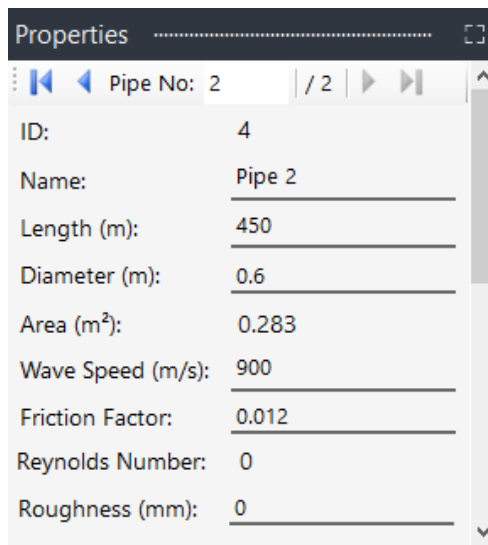 Properties
Pipe No: 2 / 2
ID: 4
Name: Pipe 2
Length (m): 450
Diameter (m): 0.6
Area (m²): 0.283
Wave Speed (m/s): 900
Friction Factor: 0.012
Reynolds Number: 0
Roughness (mm): 0